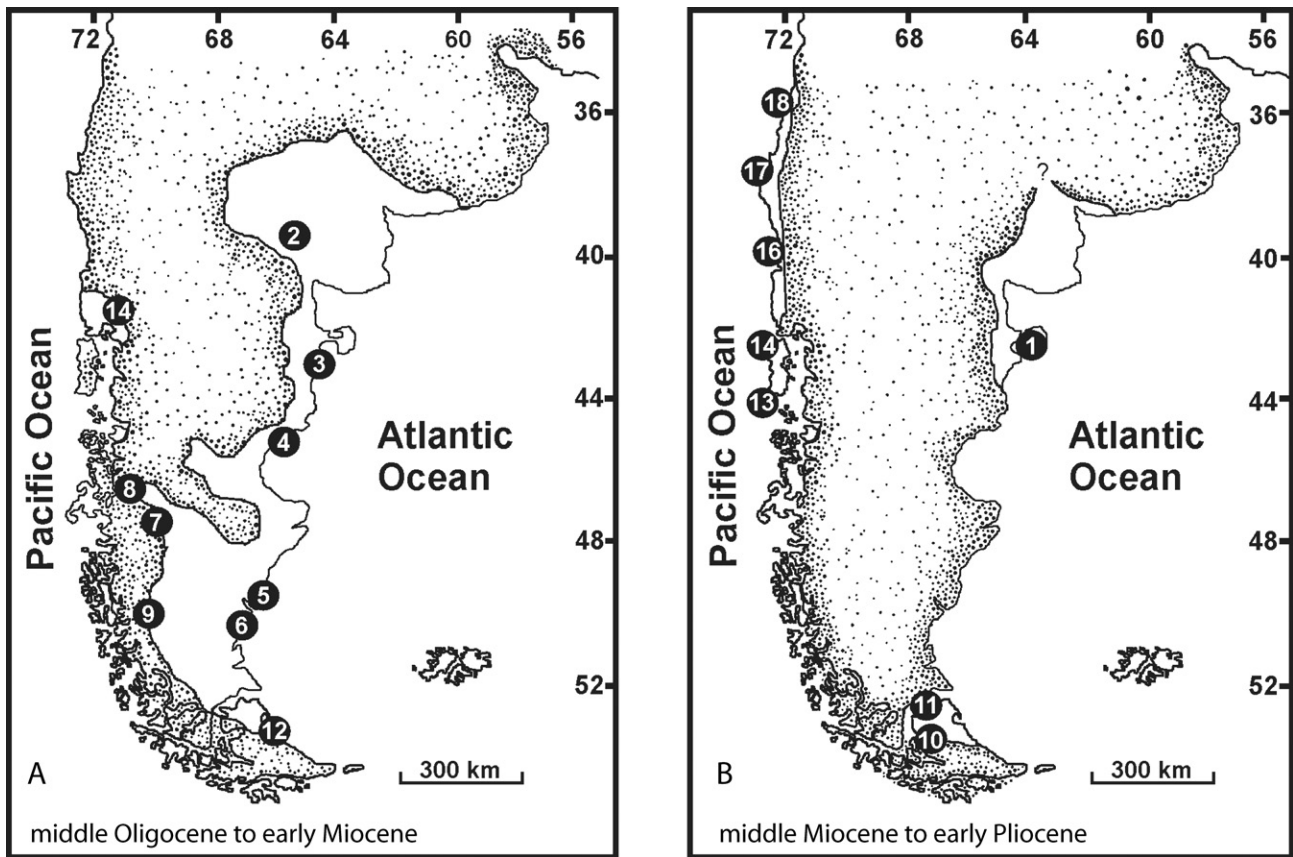 72 68 64 60 56
36
40
44
48
52
2
14
3
4
8
7
5
9
6
12
Pacific Ocean
Atlantic
Ocean
300 km
A
middle Oligocene to early Miocene
72 68 64 60 56
36
40
44
48
52
18
17
?
16
14
1
13
11
10
Pacific Ocean
Atlantic
Ocean
300 km
B
middle Miocene to early Pliocene